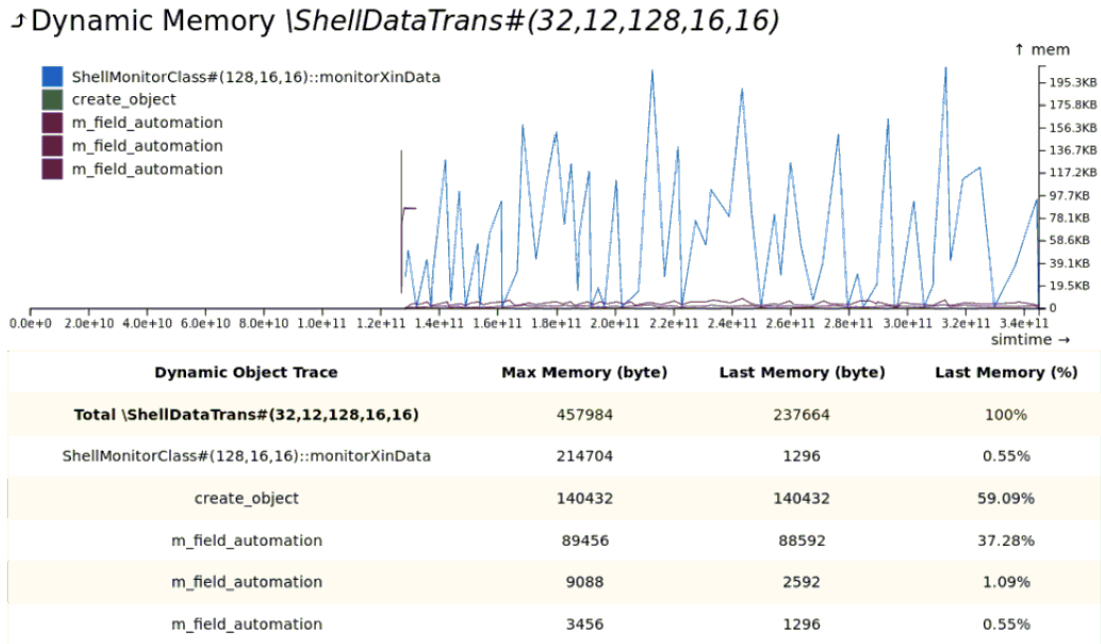 ⤴Dynamic Memory \ShellDataTrans#(32,12,128,16,16)
↑ mem
ShellMonitorClass#(128,16,16)::monitorXinData
create_object
m_field_automation
m_field_automation
m_field_automation
195.3KB
175.8KB
156.3KB
136.7KB
117.2KB
97.7KB
78.1KB
58.6KB
39.1KB
19.5KB
0
0.0e+0 2.0e+10 4.0e+10 6.0e+10 8.0e+10 1.0e+11 1.2e+11 1.4e+11 1.6e+11 1.8e+11 2.0e+11 2.2e+11 2.4e+11 2.6e+11 2.8e+11 3.0e+11 3.2e+11 3.4e+11
simtime →
Dynamic Object Trace Max Memory (byte) Last Memory (byte) Last Memory (%)
Total \ShellDataTrans#(32,12,128,16,16) 457984 237664 100%
ShellMonitorClass#(128,16,16)::monitorXinData 214704 1296 0.55%
create_object 140432 140432 59.09%
m_field_automation 89456 88592 37.28%
m_field_automation 9088 2592 1.09%
m_field_automation 3456 1296 0.55%